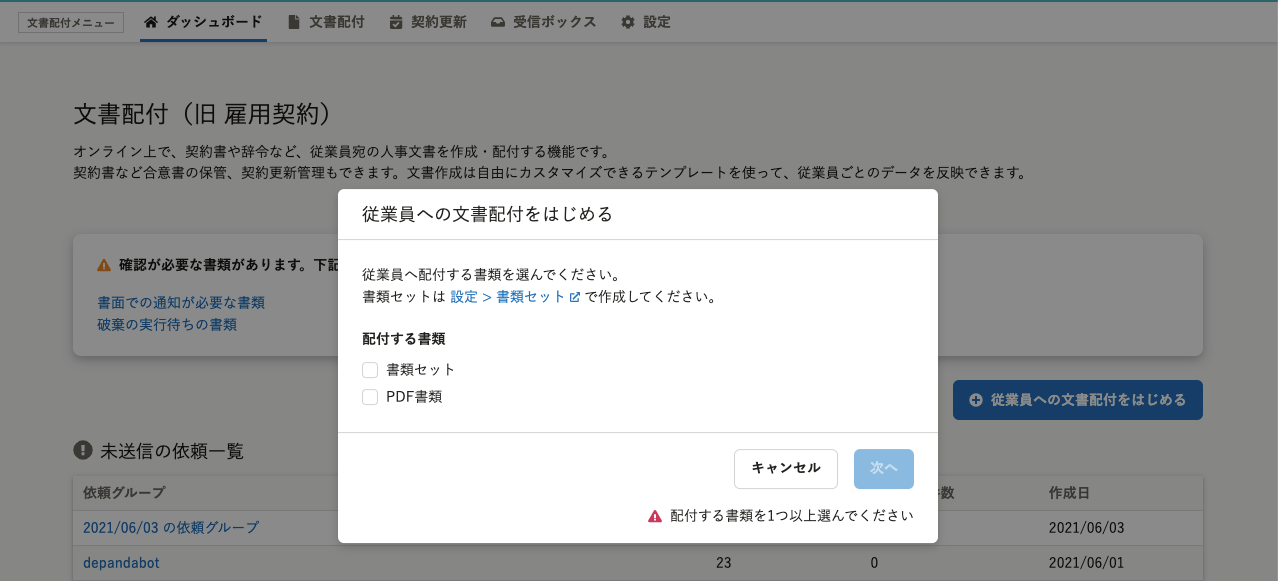 文書配付メニュー
ダッシュボード
文書配付
契約更新
受信ボックス
設定
文書配付（旧 雇用契約）
オンライン上で、契約書や辞令など、従業員宛の人事文書を作成・配付する機能です。
契約書など合意書の保管、契約更新管理もできます。文書作成は自由にカスタマイズできるテンプレートを使って、従業員ごとのデータを反映できます。
確認が必要な書類があります。下記
書面での通知が必要な書類
破棄の実行待ちの書類
従業員への文書配付をはじめる
従業員へ配付する書類を選んでください。
書類セットは 設定 > 書類セット で作成してください。
配付する書類
書類セット
PDF書類
キャンセル
次へ
配付する書類を1つ以上選んでください
従業員への文書配付をはじめる
未送信の依頼一覧
依頼グループ
数
作成日
2021/06/03 の依頼グループ
2021/06/03
depandabot
23
0
2021/06/01